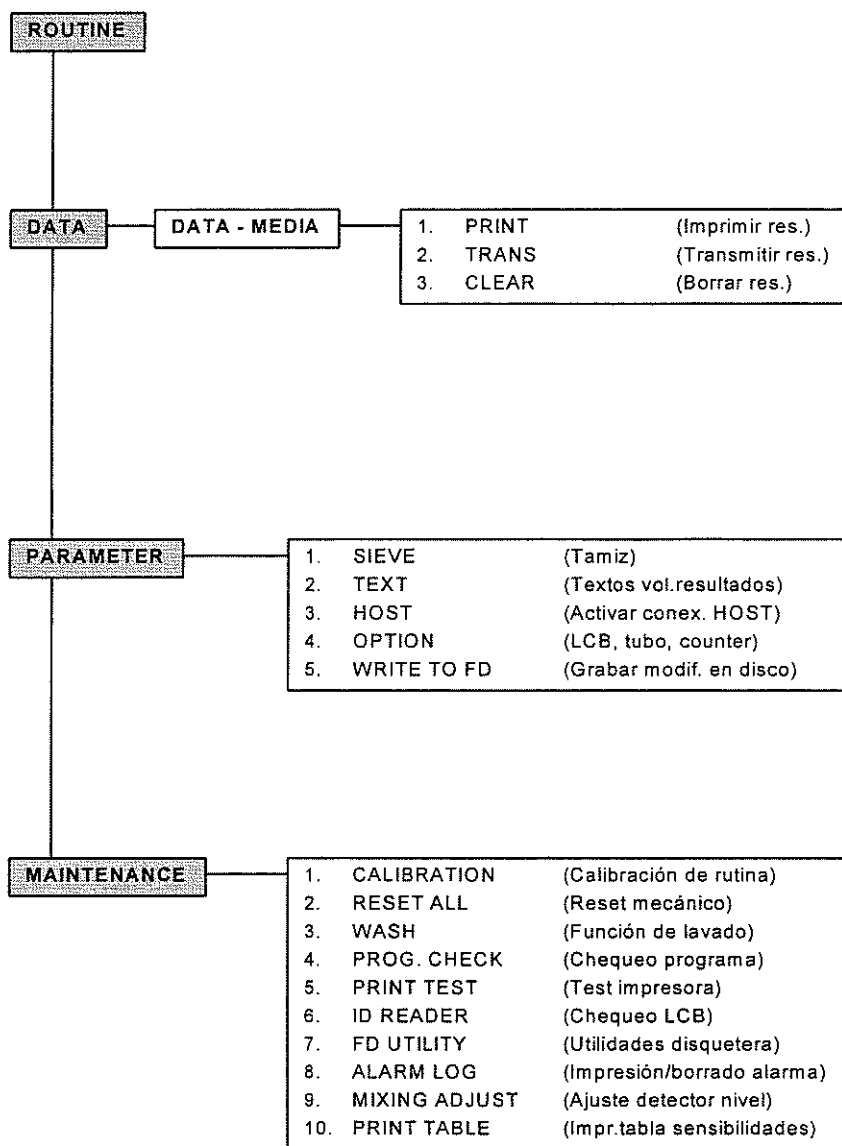 ROUTINE
DATA
DATA - MEDIA
1. PRINT (Imprimir res.)
2. TRANS (Transmitir res.)
3. CLEAR (Borrar res.)
PARAMETER
1. SIEVE (Tamiz)
2. TEXT (Textos vol.resultados)
3. HOST (Activar conex. HOST)
4. OPTION (LCB, tubo, counter)
5. WRITE TO FD (Grabar modif. en disco)
MAINTENANCE
1. CALIBRATION (Calibración de rutina)
2. RESET ALL (Reset mecánico)
3. WASH (Función de lavado)
4. PROG. CHECK (Chequeo programa)
5. PRINT TEST (Test impresora)
6. ID READER (Chequeo LCB)
7. FD UTILITY (Utilidades disquetera)
8. ALARM LOG (Impresión/borrado alarma)
9. MIXING ADJUST (Ajuste detector nivel)
10. PRINT TABLE (Impr.tabla sensibilidades)